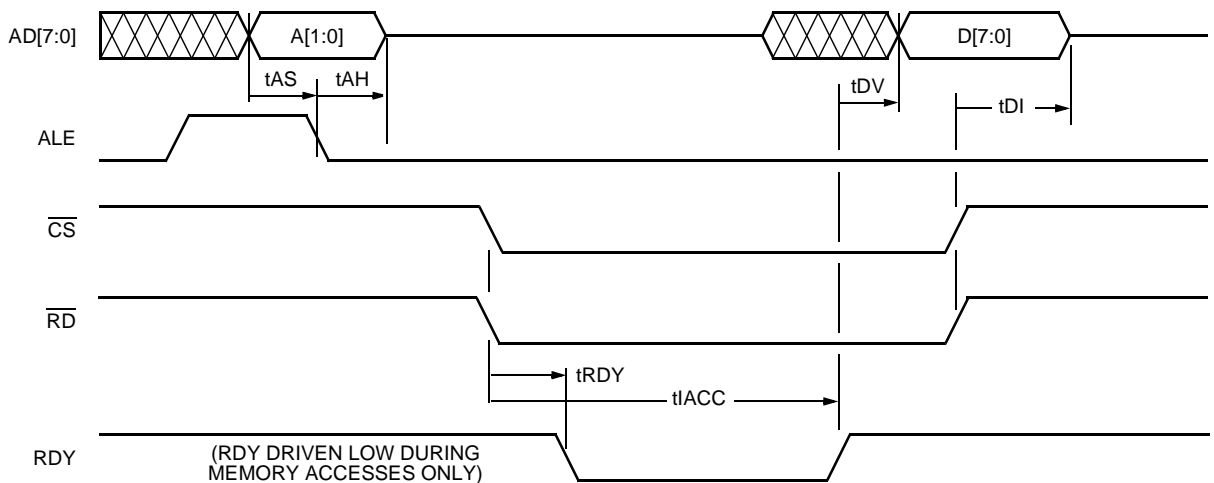 AD[7:0]
A[1:0]
D[7:0]
tAS
tAH
tDV
tDI
ALE
CS
RD
tRDY
tIACC
RDY
(RDY DRIVEN LOW DURING
MEMORY ACCESSES ONLY)